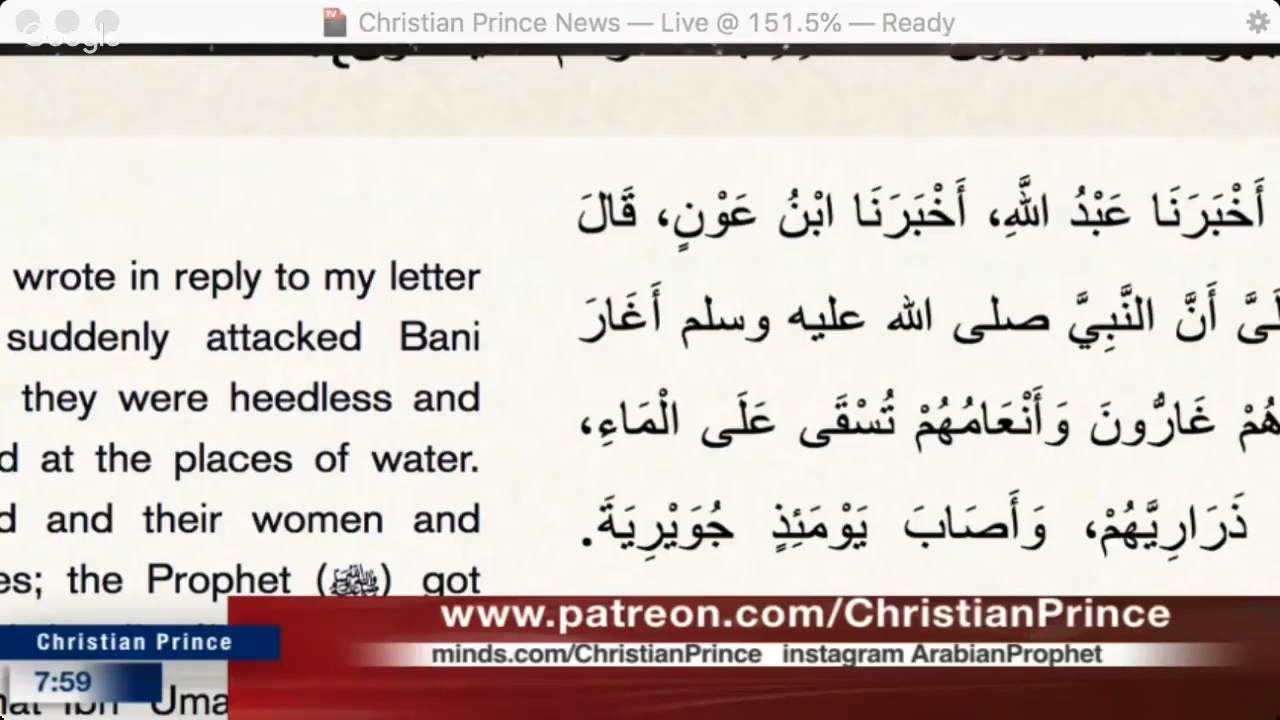 Christian Prince News — Live @ 151.5% — Ready
Google
wrote in reply to my letter
suddenly attacked Bani
they were heedless and
d at the places of water.
d and their women and
es; the Prophet (ﷺ) got
أَخْبَرَنَا عَبْدُ اللَّهِ، أَخْبَرَنَا ابْنُ عَوْنٍ، قَالَ
لَىَّ أَنَّ النَّبِيَّ صلى الله عليه وسلم أَغَارَ
هُمْ غَارُّونَ وَأَنْعَامُهُمْ تُسْقَى عَلَى الْمَاءِ،
ذَرَارِيَّهُمْ، وَأَصَابَ يَوْمَئِذٍ جُوَيْرِيَةَ.
www.patreon.com/ChristianPrince
Christian Prince
minds.com/ChristianPrince instagram ArabianProphet
7:59
Uma